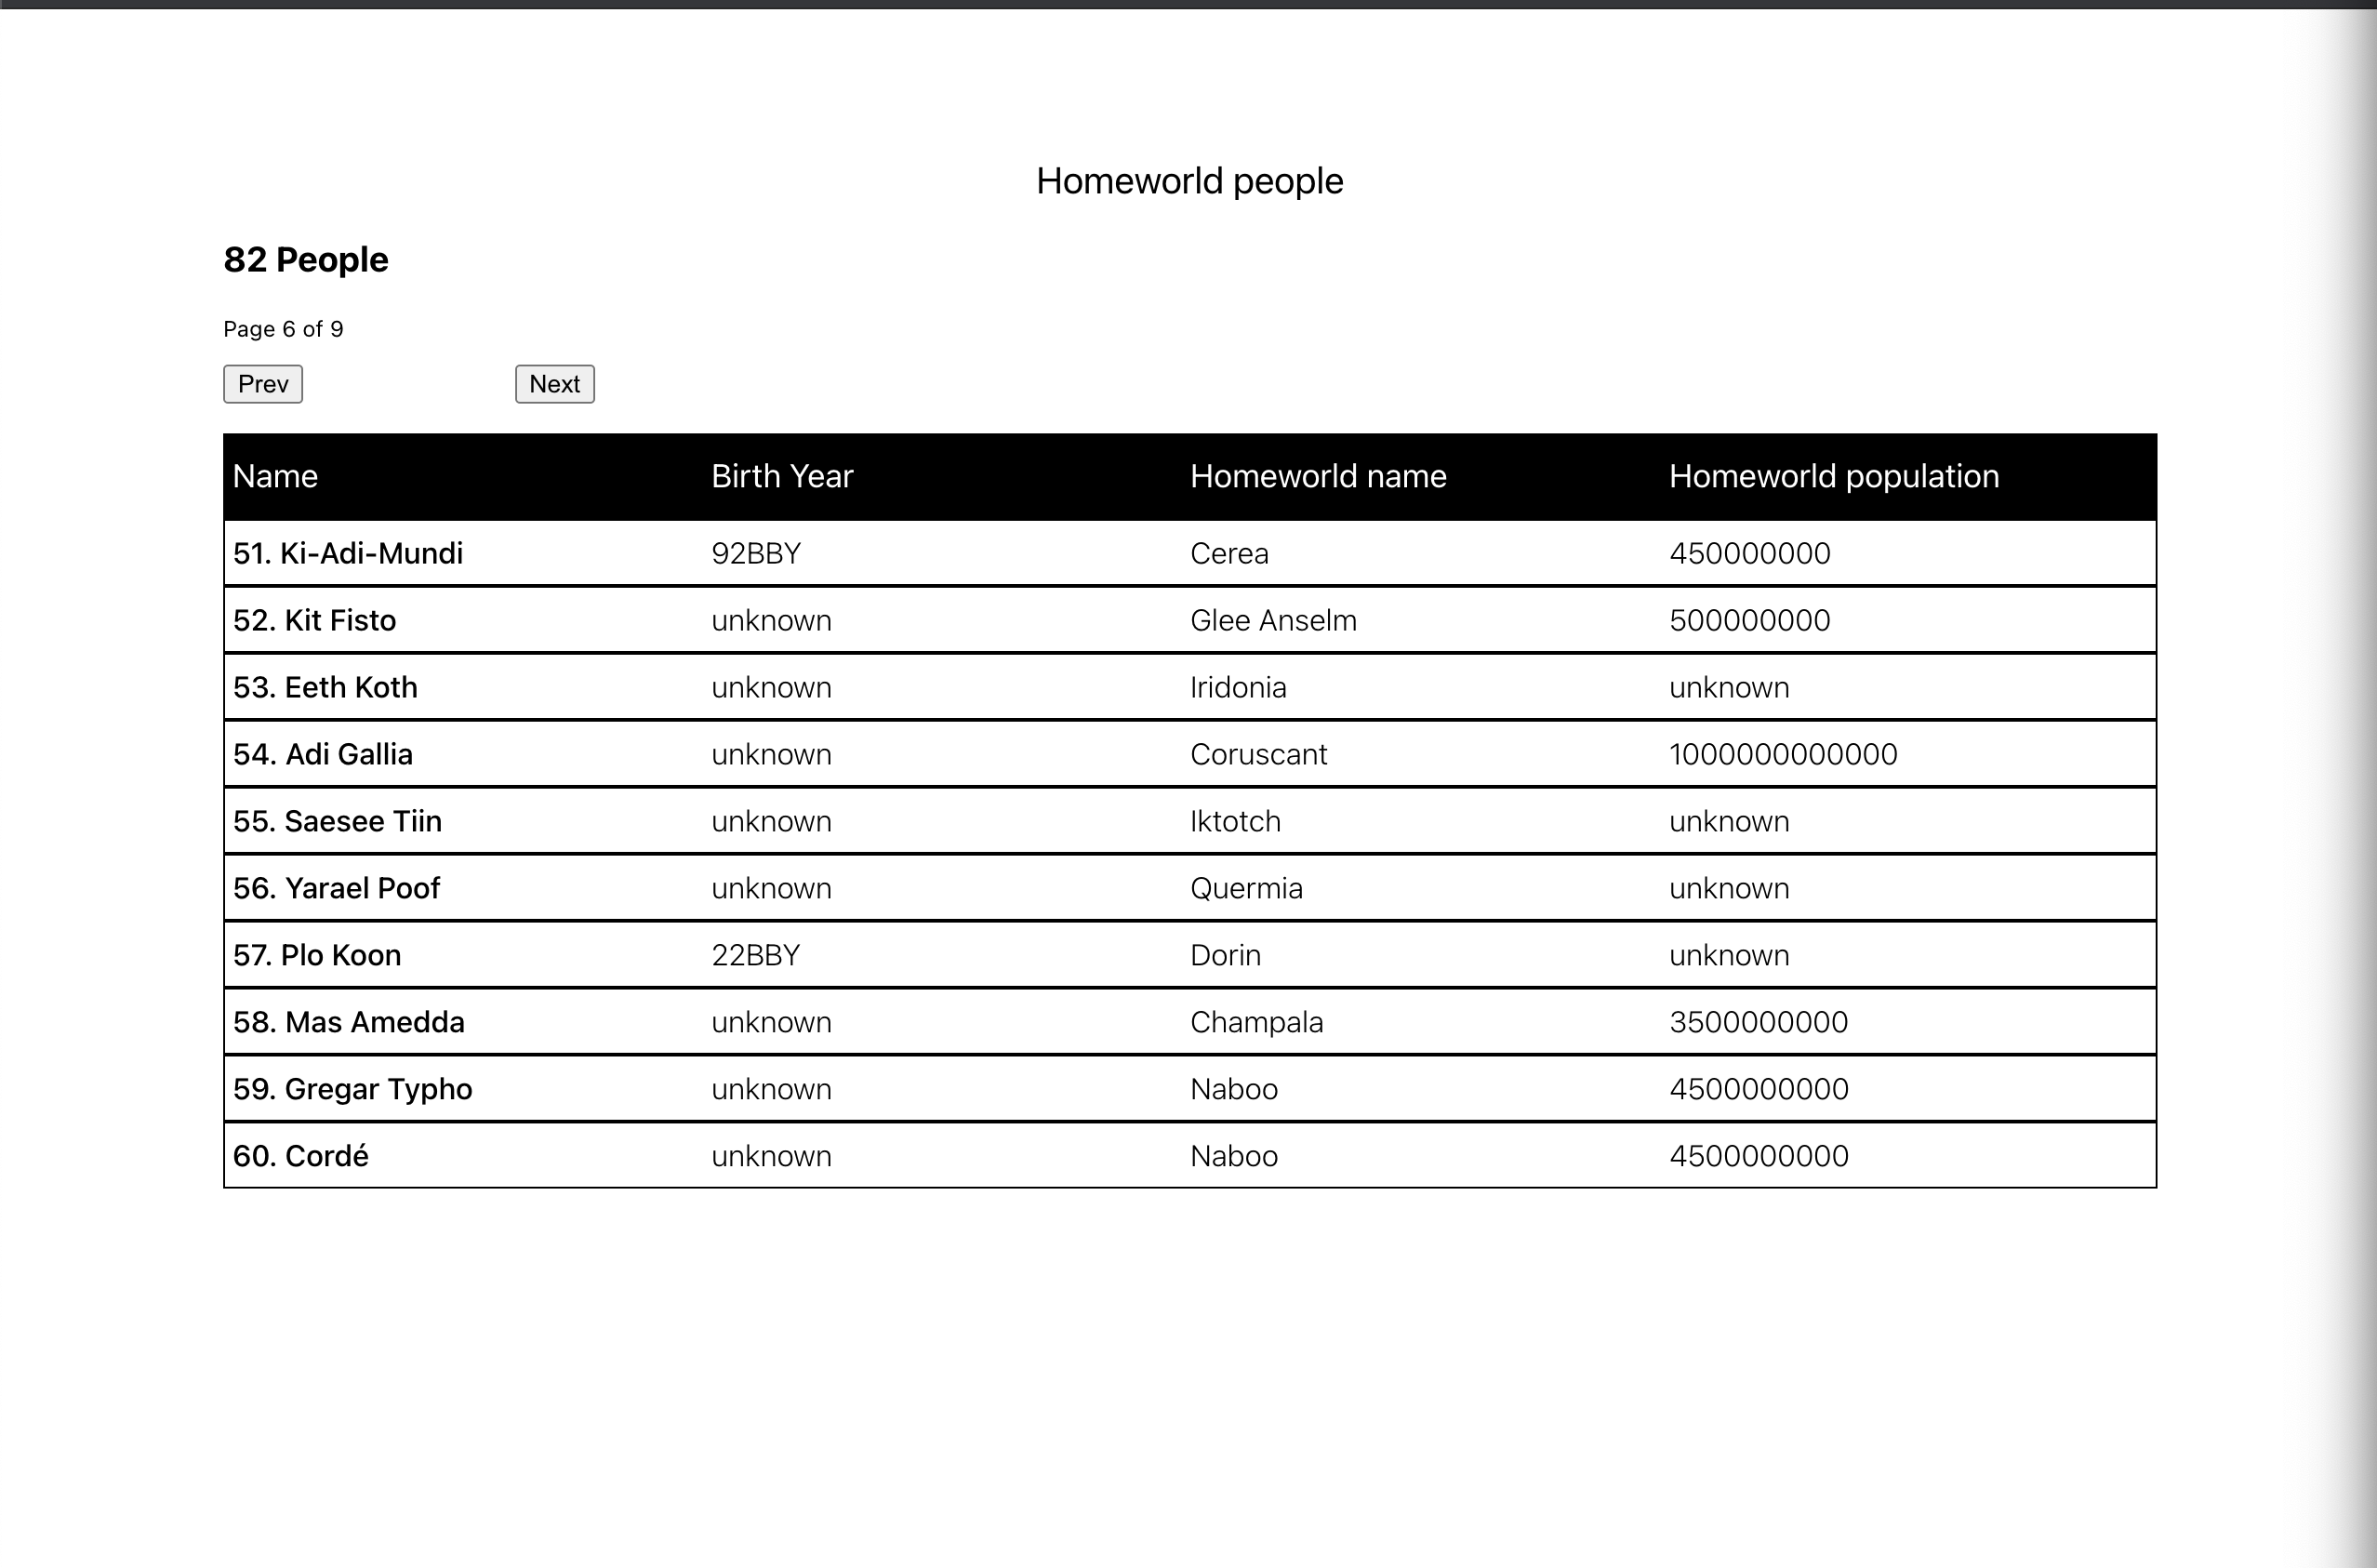 Homeworld people
82 People
Page 6 of 9
Prev Next
Name Birth Year Homeworld name Homeworld population
51. Ki-Adi-Mundi 92BBY Cerea 450000000
52. Kit Fisto unknown Glee Anselm 500000000
53. Eeth Koth unknown Iridonia unknown
54. Adi Gallia unknown Coruscant 1000000000000
55. Saesee Tiin unknown Iktotch unknown
56. Yarael Poof unknown Quermia unknown
57. Plo Koon 22BBY Dorin unknown
58. Mas Amedda unknown Champala 3500000000
59. Gregar Typho unknown Naboo 4500000000
60. Cordé unknown Naboo 4500000000